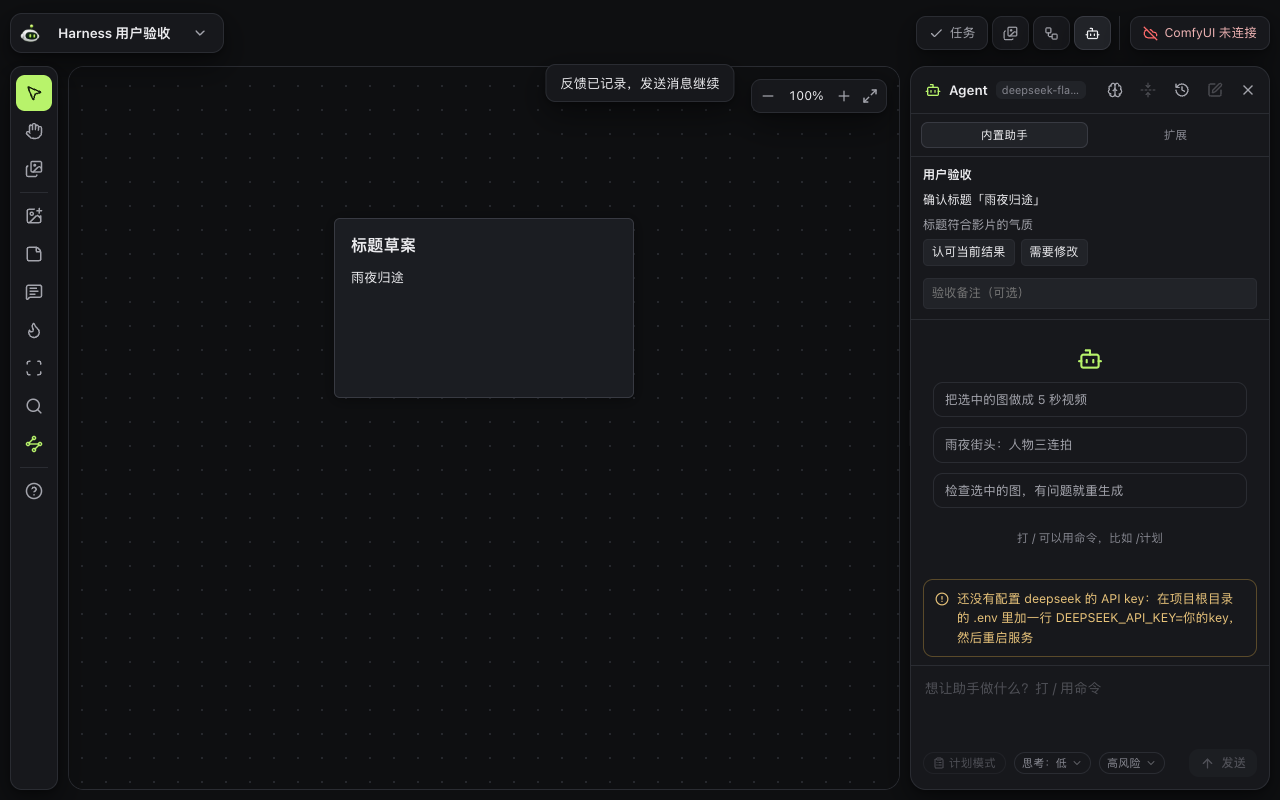 Harness 用户验收
任务
ComfyUI 未连接
反馈已记录，发送消息继续
100%
标题草案
雨夜归途
Agent
deepseek-fla...
内置助手
扩展
用户验收
确认标题「雨夜归途」
标题符合影片的气质
认可当前结果
需要修改
验收备注（可选）
把选中的图做成 5 秒视频
雨夜街头：人物三连拍
检查选中的图，有问题就重生成
打 / 可以用命令，比如 /计划
还没有配置 deepseek 的 API key：在项目根目录
的 .env 里加一行 DEEPSEEK_API_KEY=你的key，
然后重启服务
想让助手做什么？打 / 用命令
计划模式
思考：低
高风险
发送